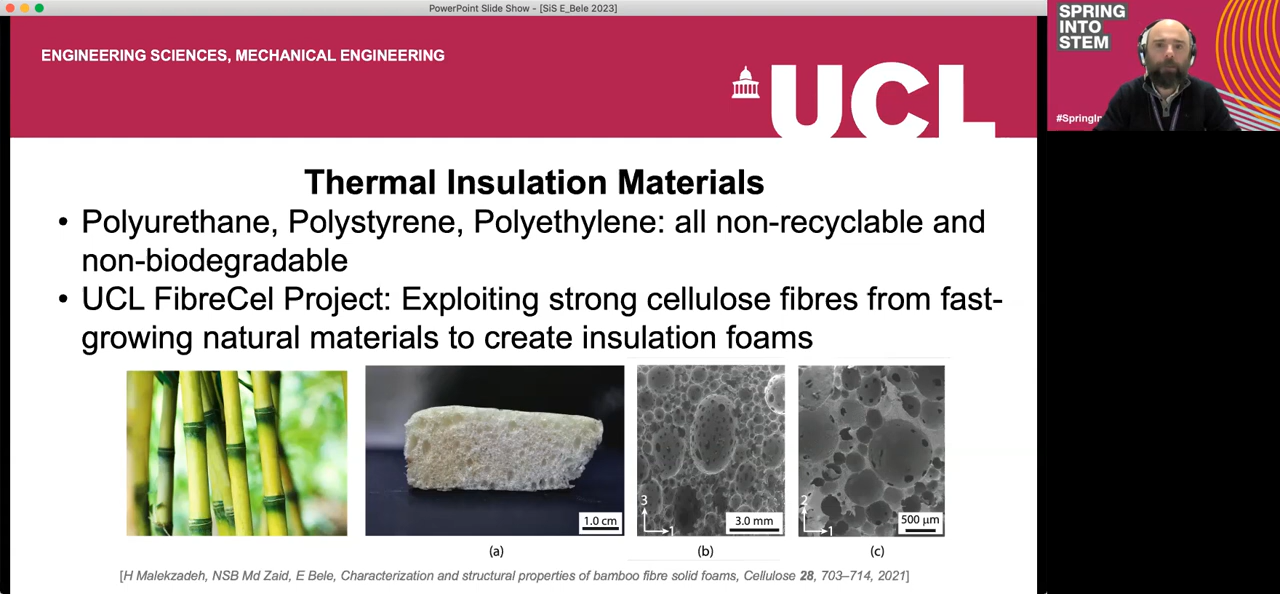 PowerPoint Slide Show - [SiS E_Bele 2023]
ENGINEERING SCIENCES, MECHANICAL ENGINEERING
UCL
SPRING
INTO
STEM
Thermal Insulation Materials
• Polyurethane, Polystyrene, Polyethylene: all non-recyclable and
non-biodegradable
• UCL FibreCel Project: Exploiting strong cellulose fibres from fast-
growing natural materials to create insulation foams
1.0 cm
3
1
3.0 mm
2
1
500 µm
(a)
(b)
(c)
[H Malekzadeh, NSB Md Zaid, E Bele, Characterization and structural properties of bamboo fibre solid foams, Cellulose 28, 703–714, 2021]